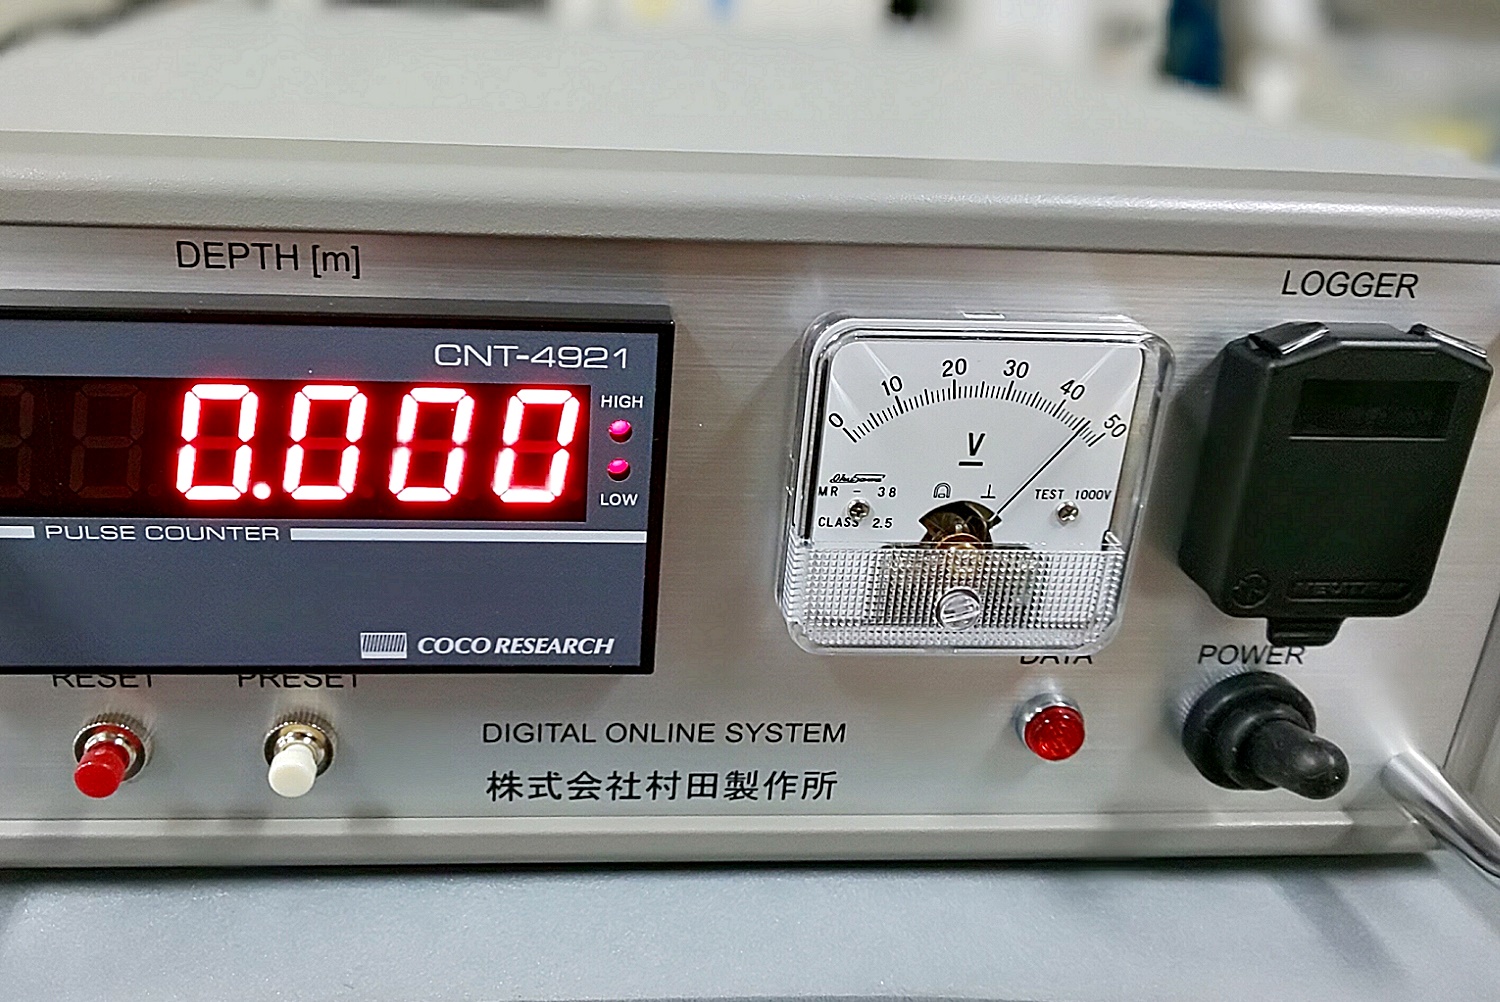 DEPTH [m]
LOGGER
CNT-4921
0.000
HIGH
LOW
PULSE COUNTER
COCO RESEARCH
0 10 20 30 40 50
V
MR - 38
CLASS 2.5
TEST 1000V
RESET
PRESET
DATA
POWER
DIGITAL ONLINE SYSTEM
株式会社村田製作所